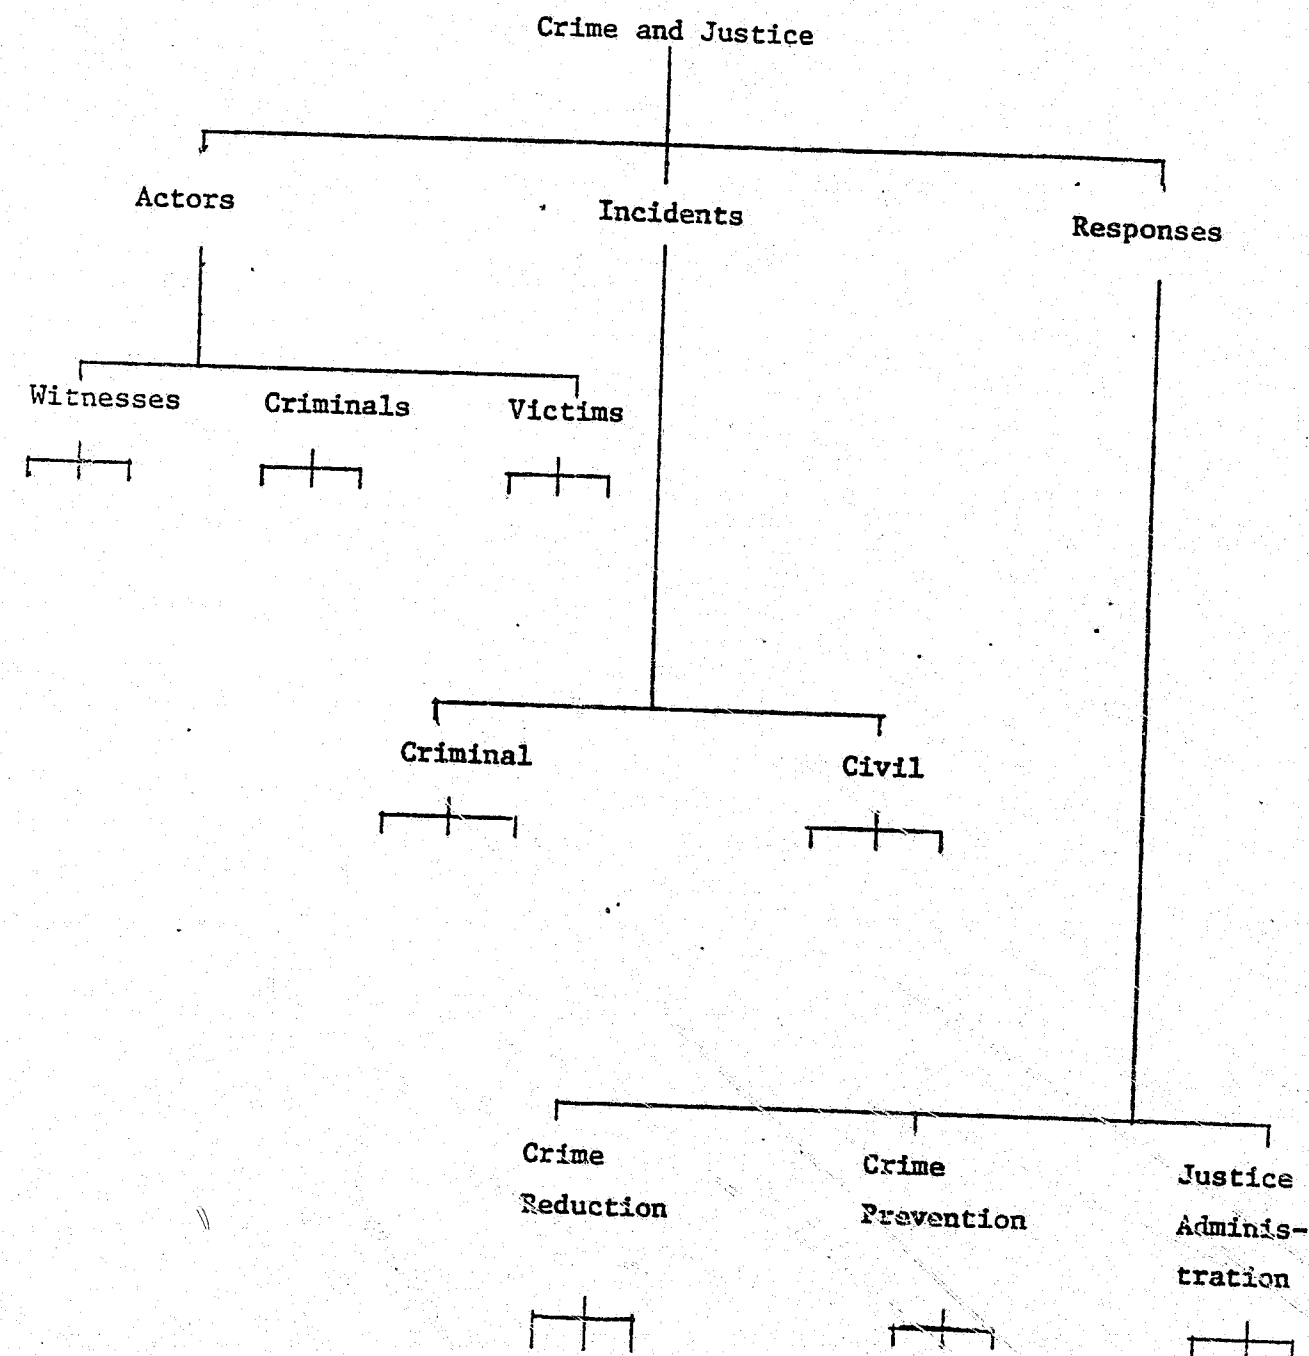 Crime and Justice
Actors
Incidents
Responses
Witnesses
Criminals
Victims
Criminal
Civil
Crime
Reduction
Crime
Prevention
Justice
Adminis-
tration